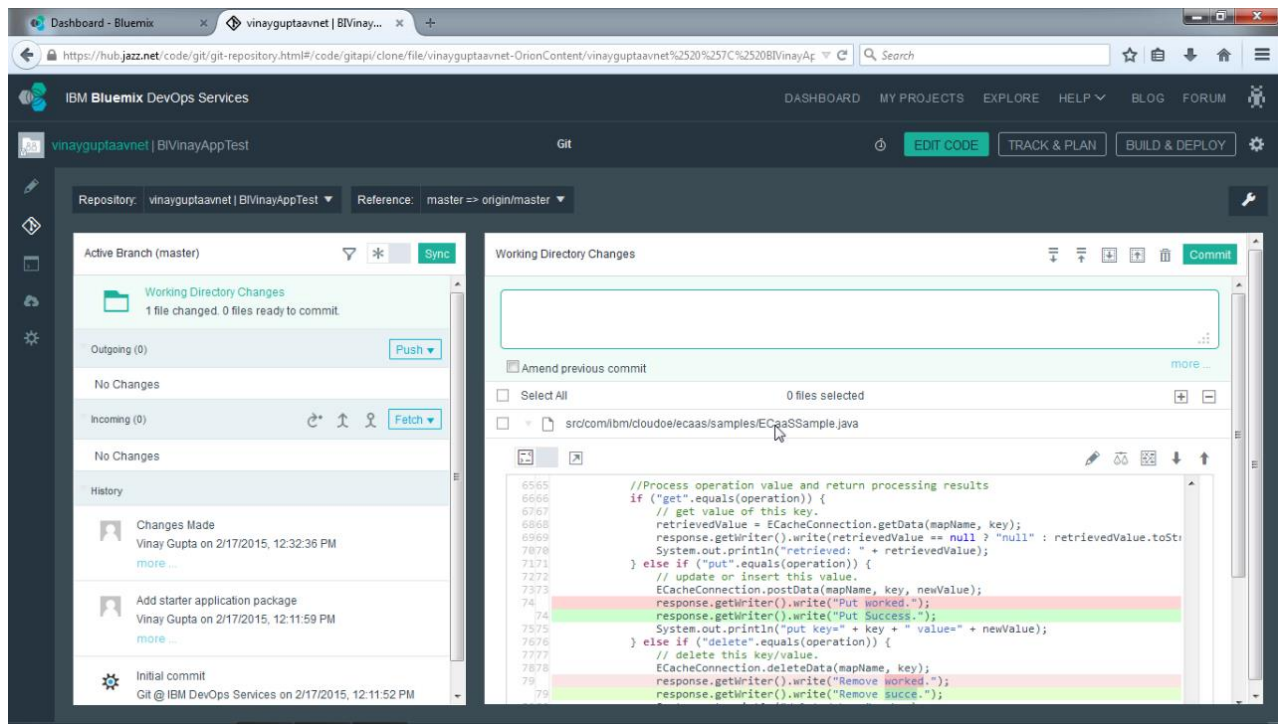 Dashboard - Bluemix
vinayguptaavnet | BIVinay...
https://hub.jazz.net/code/git/git-repository.html#/code/gitapi/clone/file/vinayguptaavnet-OrionContent/vinayguptaavnet%2520%257C%2520BIVinayAp
Search
IBM Bluemix DevOps Services
DASHBOARD MY PROJECTS EXPLORE HELP BLOG FORUM
vinayguptaavnet | BIVinayAppTest
Git
EDIT CODE TRACK & PLAN BUILD & DEPLOY
Repository: vinayguptaavnet | BIVinayAppTest
Reference: master => origin/master
Active Branch (master)
Sync
Working Directory Changes
1 file changed. 0 files ready to commit.
Outgoing (0)
Push
No Changes
Incoming (0)
Fetch
No Changes
History
Changes Made
Vinay Gupta on 2/17/2015, 12:32:36 PM
more ...
Add starter application package
Vinay Gupta on 2/17/2015, 12:11:59 PM
more ...
Initial commit
Git @ IBM DevOps Services on 2/17/2015, 12:11:52 PM
Working Directory Changes
Commit
Amend previous commit
more ...
Select All
0 files selected
src/com/ibm/cloudoe/ecaas/samples/ECaaSSample.java
6565 //Process operation value and return processing results
6666 if ("get".equals(operation)) {
6767 // get value of this key.
6868 retrievedValue = ECacheConnection.getData(mapName, key);
6969 response.getWriter().write(retrievedValue == null ? "null" : retrievedValue.toStr
7070 System.out.println("retrieved: " + retrievedValue);
7171 } else if ("put".equals(operation)) {
7272 // update or insert this value.
7373 ECacheConnection.postData(mapName, key, newValue);
74 response.getWriter().write("Put worked.");
74 response.getWriter().write("Put Success.");
7575 System.out.println("put key=" + key + " value=" + newValue);
7676 } else if ("delete".equals(operation)) {
7777 // delete this key/value.
7878 ECacheConnection.deleteData(mapName, key);
79 response.getWriter().write("Remove worked.");
79 response.getWriter().write("Remove succe.");